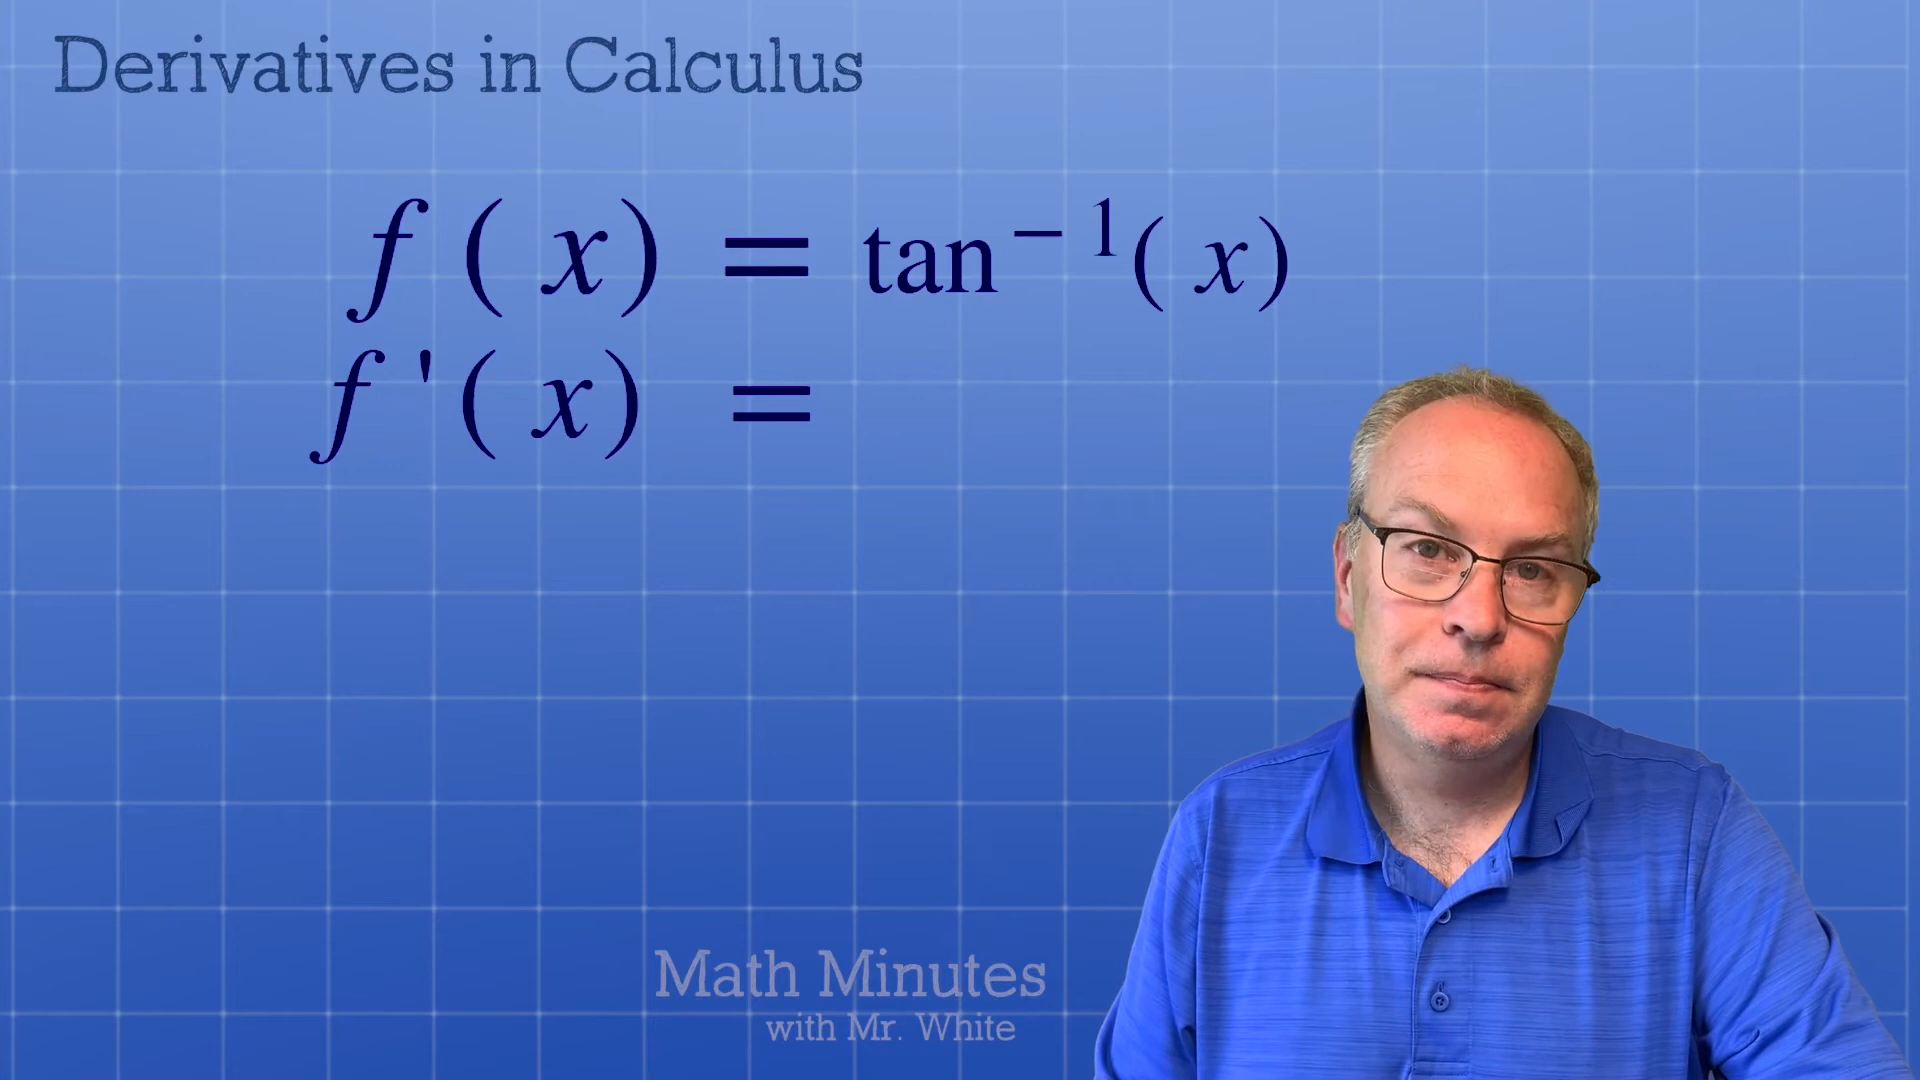 Derivatives in Calculus
f(x) = tan⁻¹(x)
f'(x) =
Math Minutes
with Mr. White